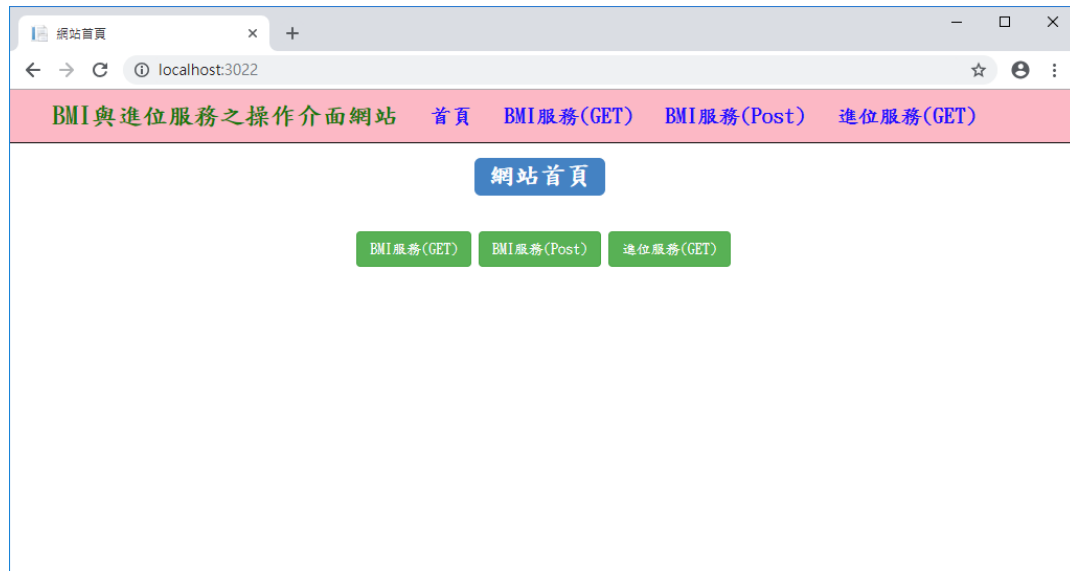 網站首頁
localhost:3022
BMI與進位服務之操作介面網站 首頁 BMI服務(GET) BMI服務(Post) 進位服務(GET)
網站首頁
BMI服務(GET) BMI服務(Post) 進位服務(GET)